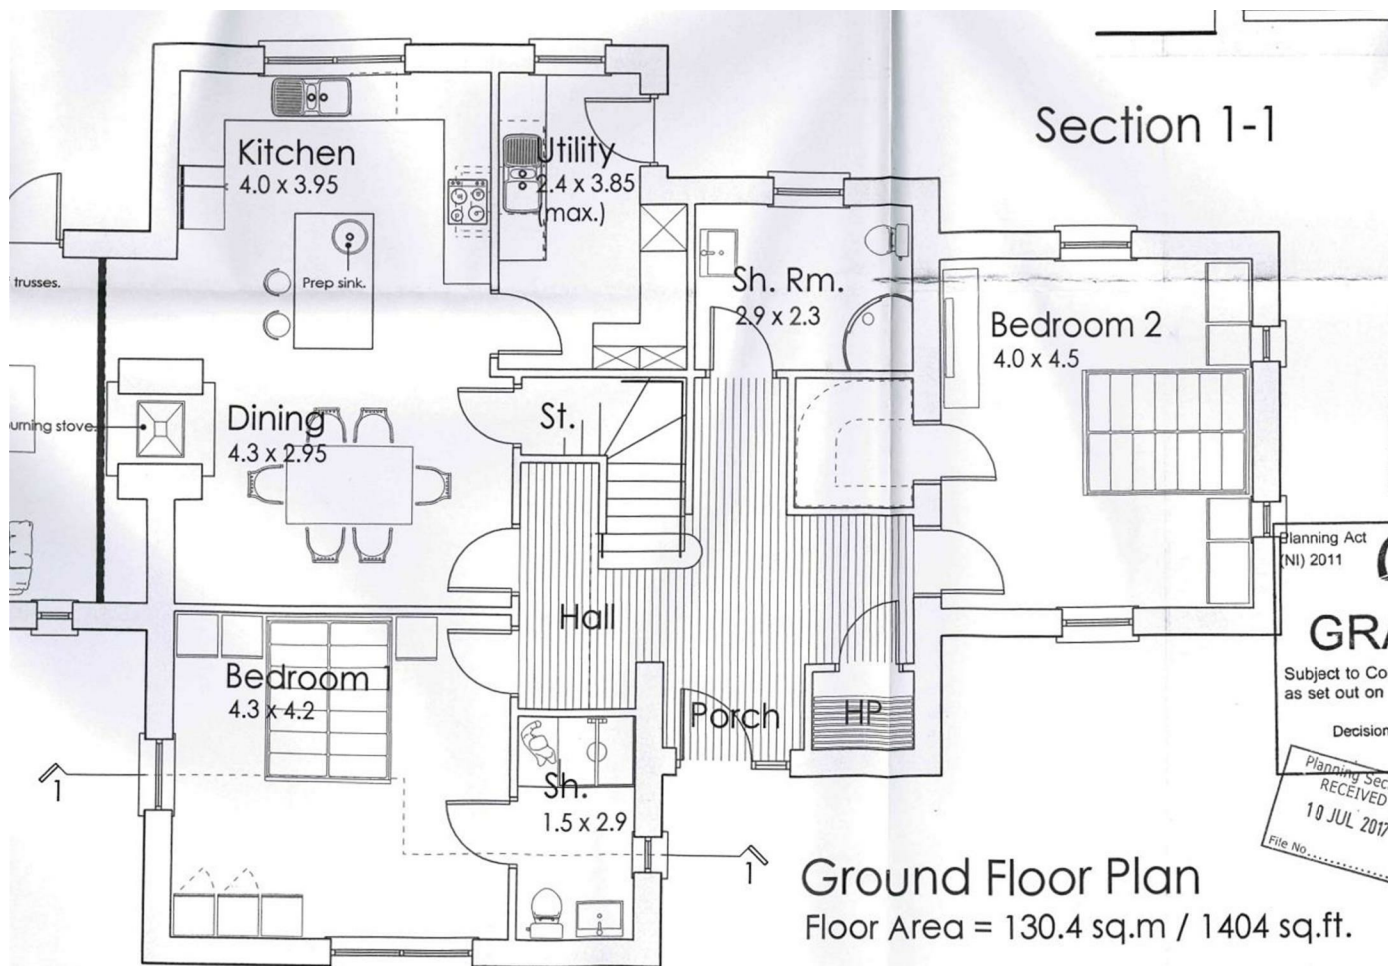 Section 1-1
Kitchen
4.0 x 3.95
Utility
2.4 x 3.85
(max.)
Prep sink.
trusses.
Sh. Rm.
2.9 x 2.3
Bedroom 2
4.0 x 4.5
St.
Dining
4.3 x 2.95
urning stove
Hall
Bedroom 1
4.3 x 4.2
Porch
HP
Sh.
1.5 x 2.9
1
1
Planning Act
(NI) 2011
GRA
Subject to Co
as set out on
Decision
Planning Sec
RECEIVED
10 JUL 2017
File No
Ground Floor Plan
Floor Area = 130.4 sq.m / 1404 sq.ft.